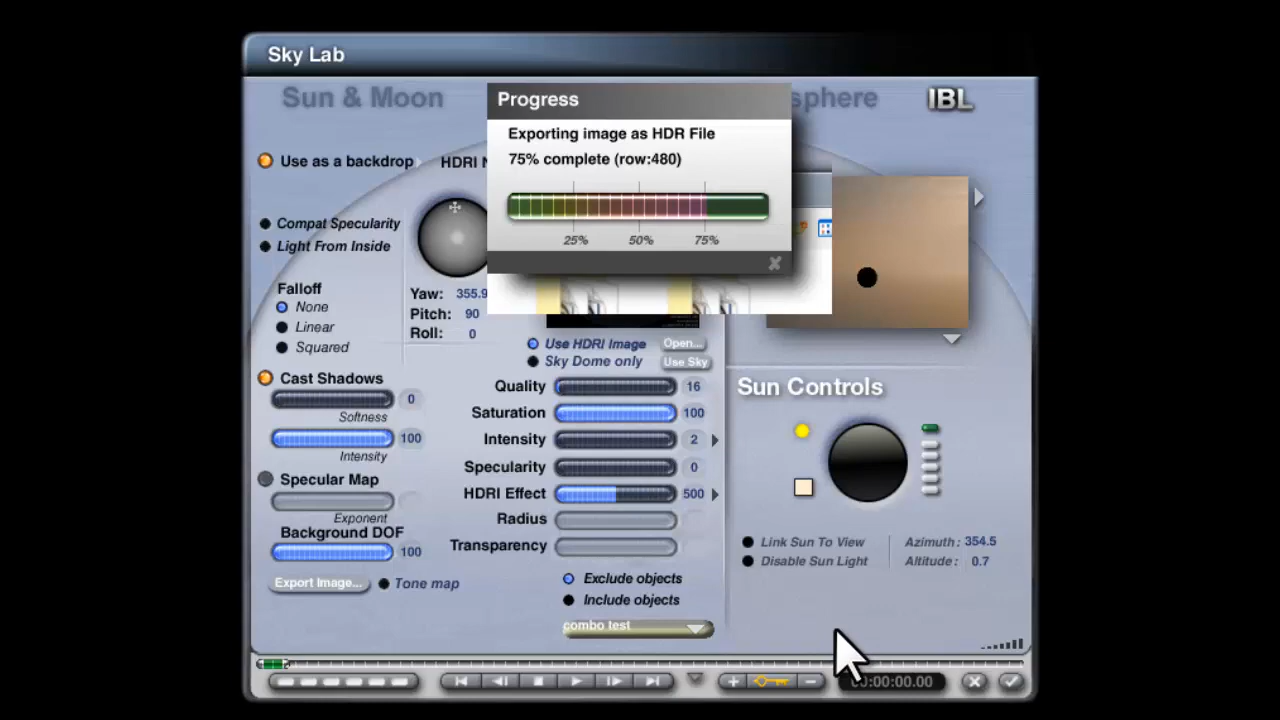 Sky Lab
Sun & Moon
sphere
IBL
Progress
Exporting image as HDR File
75% complete (row:480)
25% 50% 75%
Use as a backdrop
HDRI
Compat Specularity
Light From Inside
Falloff
None
Linear
Squared
Yaw: 355.9
Pitch: 90
Roll: 0
Use HDRI Image Open...
Sky Dome only Use Sky
Cast Shadows
0
Softness
100
Intensity
Specular Map
Exponent
Background DOF
100
Export Image... Tone map
Quality 16
Saturation 100
Intensity 2
Specularity 0
HDRI Effect 500
Radius
Transparency
Exclude objects
Include objects
combo test
Sun Controls
Link Sun To View
Disable Sun Light
Azimuth: 354.5
Altitude: 0.7
00:00:00.00